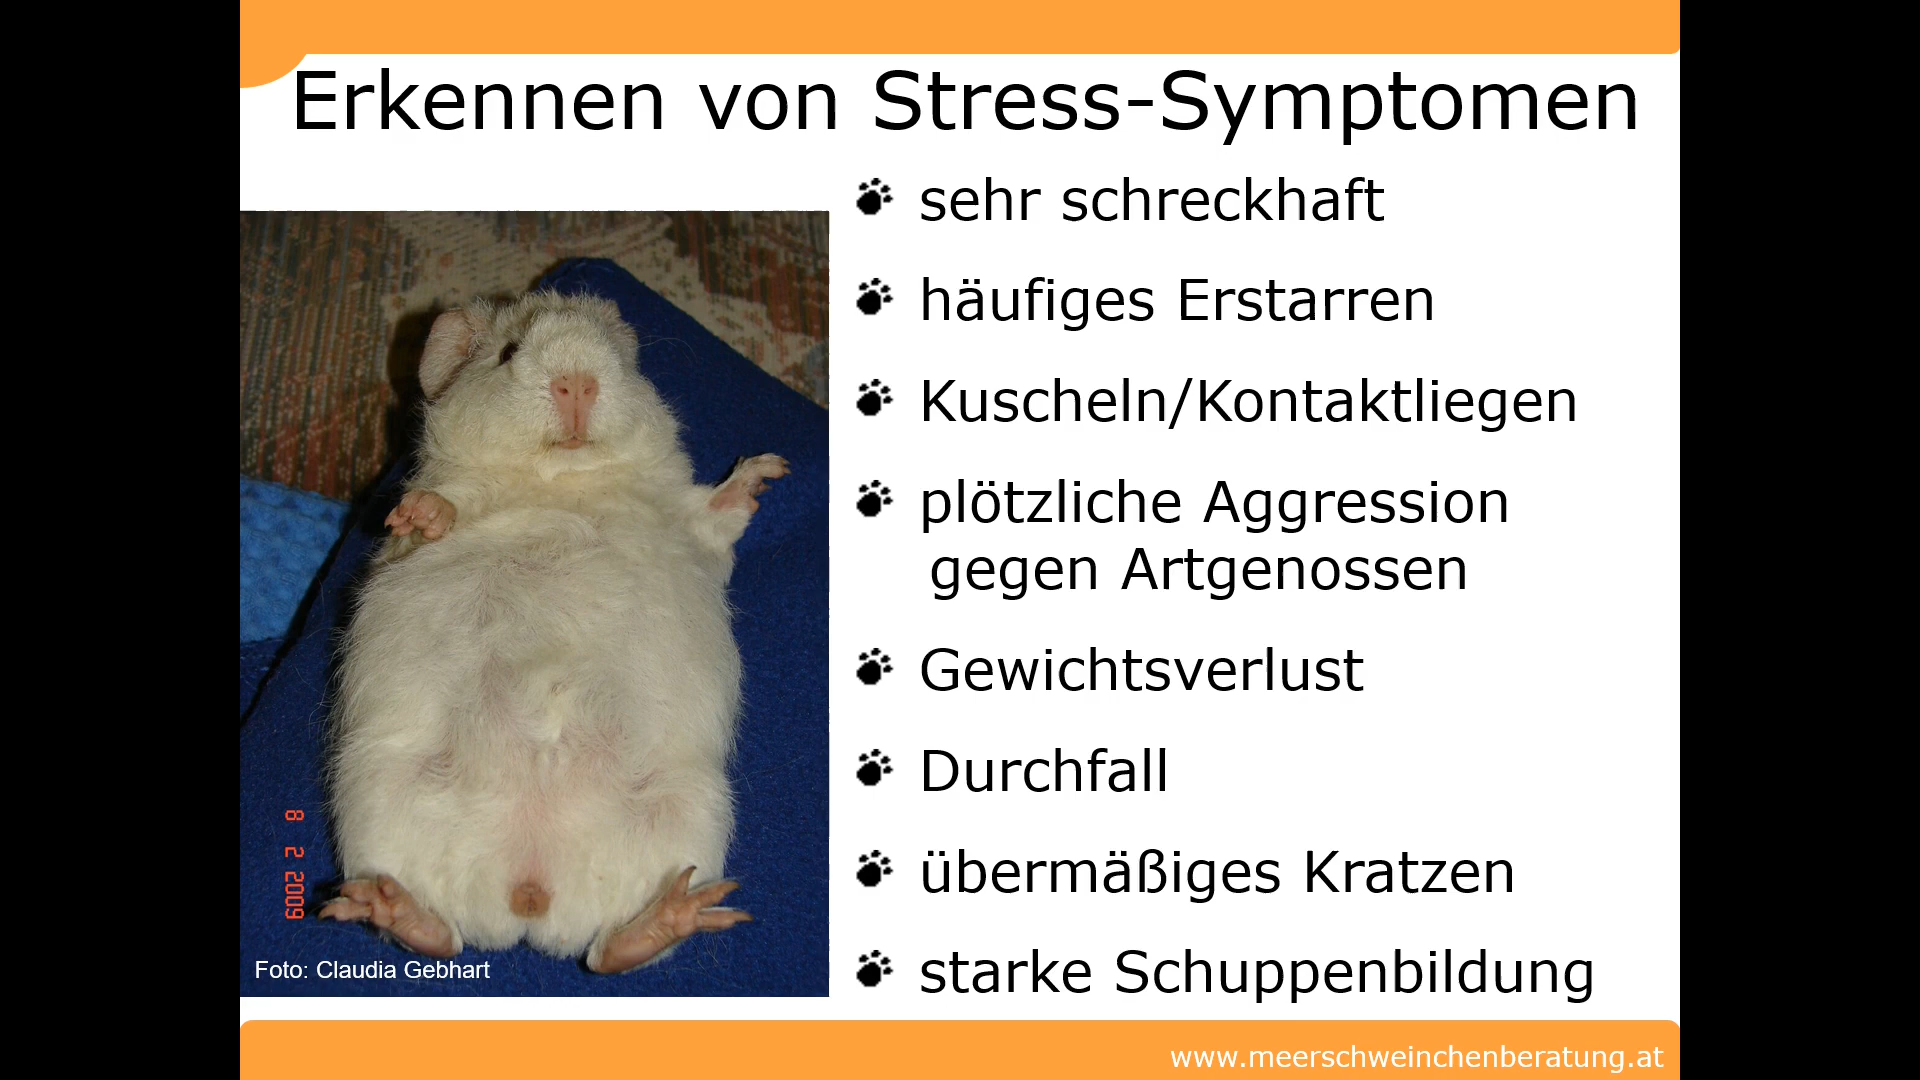 Erkennen von Stress-Symptomen
sehr schreckhaft
häufiges Erstarren
Kuscheln/Kontaktliegen
plötzliche Aggression
gegen Artgenossen
Gewichtsverlust
Durchfall
übermäßiges Kratzen
starke Schuppenbildung
8 2 2009
Foto: Claudia Gebhart
www.meerschweinchenberatung.at